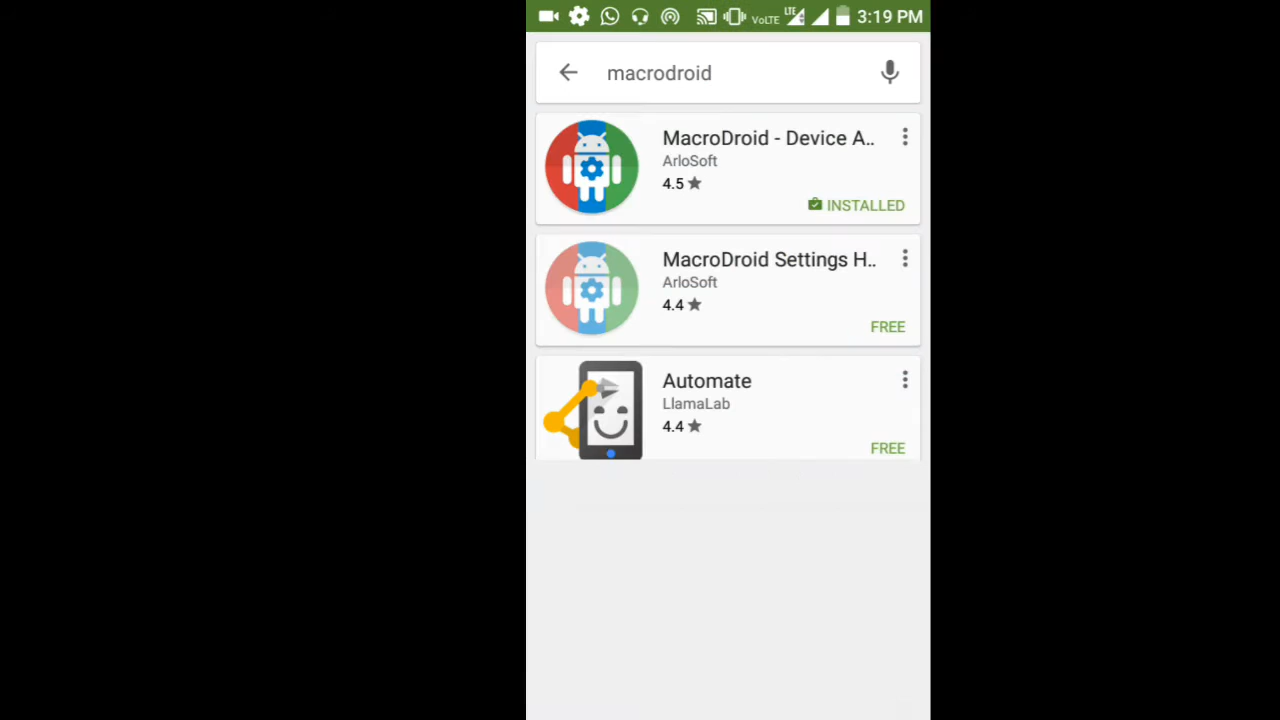 VoLTE LTE 3:19 PM
macrodroid
MacroDroid - Device A..
ArloSoft
4.5
INSTALLED
MacroDroid Settings H..
ArloSoft
4.4
FREE
Automate
LlamaLab
4.4
FREE